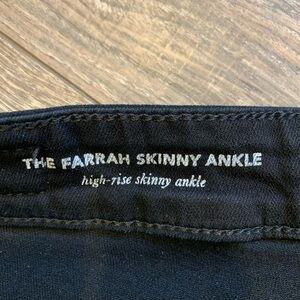 THE FARRAH SKINNY ANKLE
high-rise skinny ankle